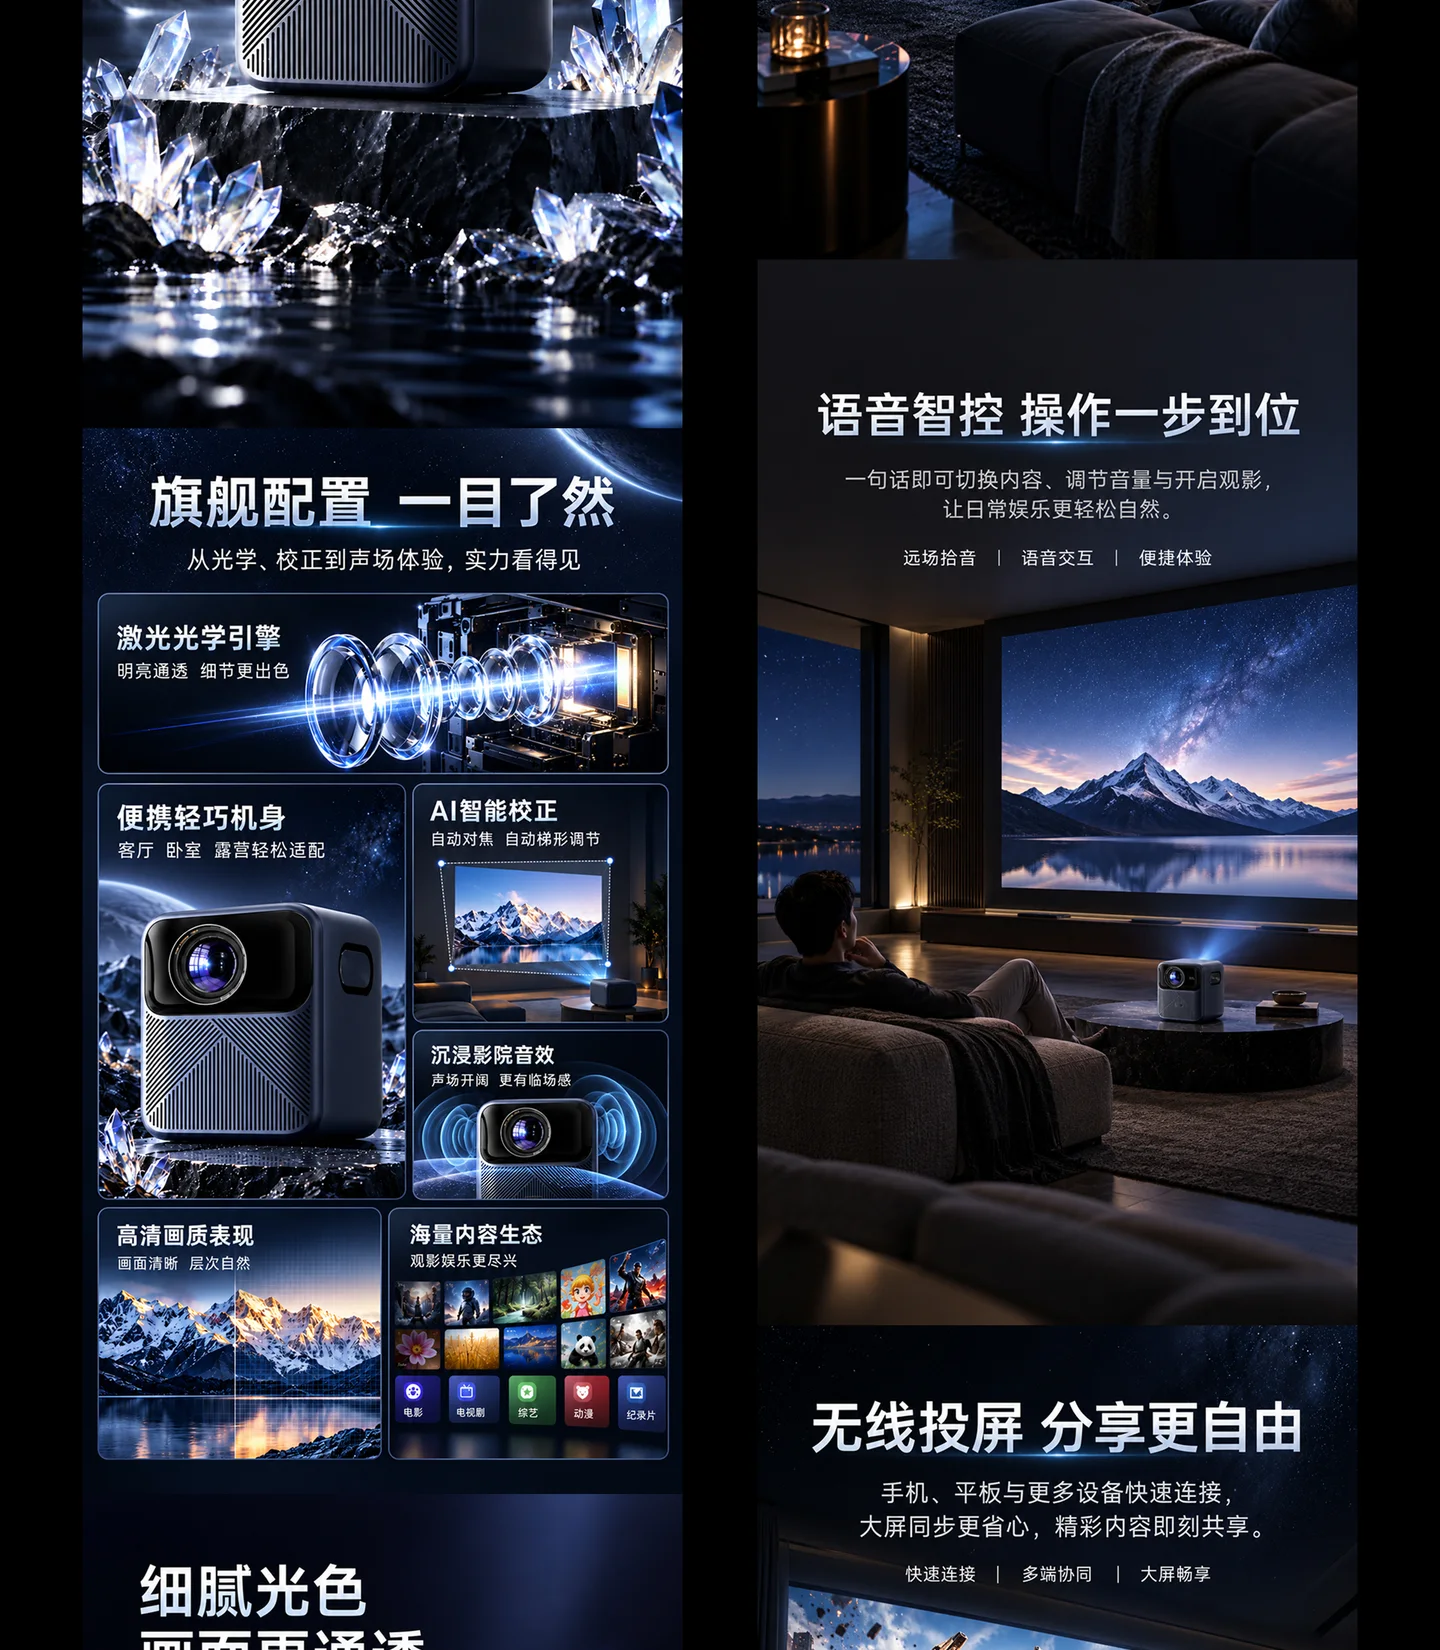 旗舰配置 一目了然
从光学、校正到声场体验，实力看得见
激光光学引擎
明亮通透 细节更出色
便携轻巧机身
客厅 卧室 露营轻松适配
AI智能校正
自动对焦 自动梯形调节
沉浸影院音效
声场开阔 更有临场感
高清画质表现
画面清晰 层次自然
海量内容生态
观影娱乐更尽兴
电影
电视剧
综艺
动漫
纪录片
细腻光色
画面更通透
语音智控 操作一步到位
一句话即可切换内容、调节音量与开启观影，
让日常娱乐更轻松自然。
远场拾音 | 语音交互 | 便捷体验
无线投屏 分享更自由
手机、平板与更多设备快速连接，
大屏同步更省心，精彩内容即刻共享。
快速连接 | 多端协同 | 大屏畅享